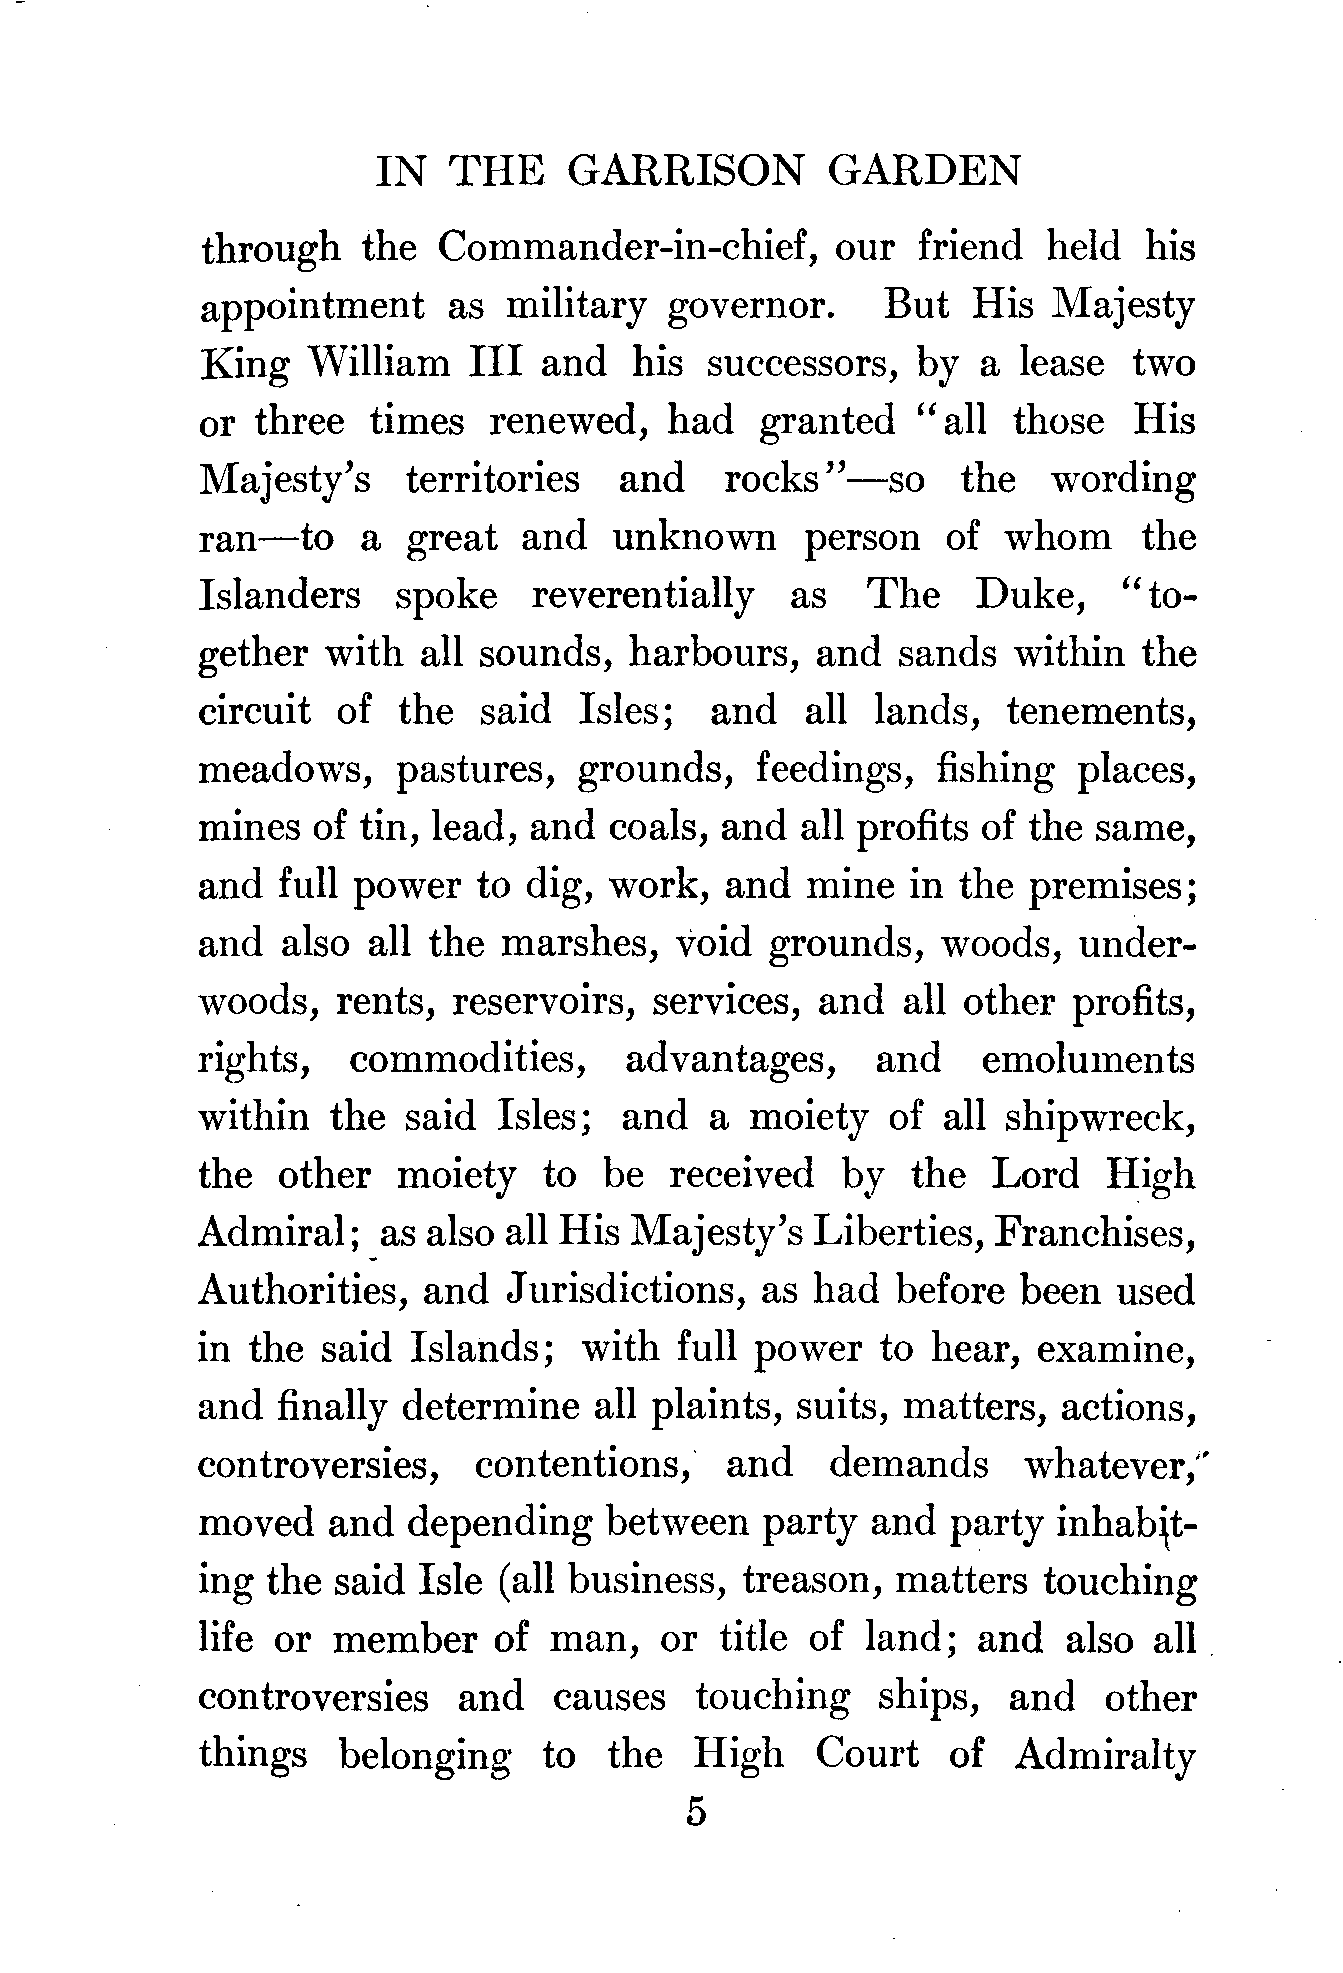 IN THE GARRISON GARDEN
through the Commander-in-chief, our friend held his
appointment as military governor. But His Majesty
King William III and his successors, by a lease two
or three times renewed, had granted “all those His
Majesty’s territories and rocks”—so the wording
ran—to a great and unknown person of whom the
Islanders spoke reverentially as The Duke, “to-
gether with all sounds, harbours, and sands within the
circuit of the said Isles; and all lands, tenements,
meadows, pastures, grounds, feedings, fishing places,
mines of tin, lead, and coals, and all profits of the same,
and full power to dig, work, and mine in the premises;
and also all the marshes, void grounds, woods, under-
woods, rents, reservoirs, services, and all other profits,
rights, commodities, advantages, and emoluments
within the said Isles; and a moiety of all shipwreck,
the other moiety to be received by the Lord High
Admiral; as also all His Majesty’s Liberties, Franchises,
Authorities, and Jurisdictions, as had before been used
in the said Islands; with full power to hear, examine,
and finally determine all plaints, suits, matters, actions,
controversies, contentions, and demands whatever,
moved and depending between party and party inhabit-
ing the said Isle (all business, treason, matters touching
life or member of man, or title of land; and also all
controversies and causes touching ships, and other
things belonging to the High Court of Admiralty
5